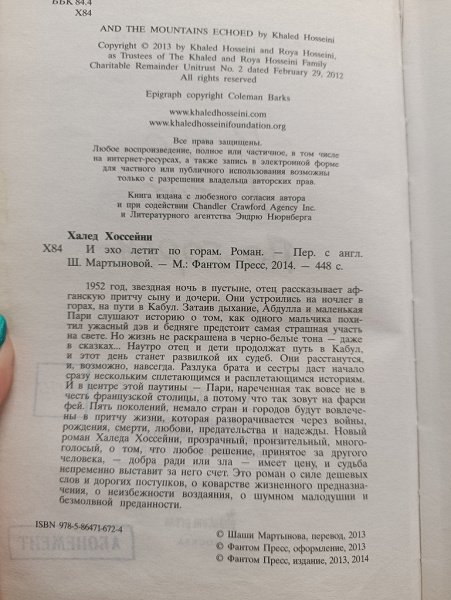 ББК 84.4
Х84
AND THE MOUNTAINS ECHOED by Khaled Hosseini
Copyright © 2013 by Khaled Hosseini and Roya Hosseini,
as Trustees of The Khaled and Roya Hosseini Family
Charitable Remainder Unitrust No. 2 dated February 29, 2012
All rights reserved
Epigraph copyright Coleman Barks
www.khaledhosseini.com
www.khaledhosseinifoundation.org
Все права защищены.
Любое воспроизведение, полное или частичное, в том числе
на интернет-ресурсах, а также запись в электронной форме
для частного или публичного использования возможны
только с разрешения владельца авторских прав.
Книга издана с любезного согласия автора
и при содействии Chandler Crawford Agency Inc.
и Литературного агентства Эндрю Нюрнберга
Халед Хоссейни
Х84 И эхо летит по горам. Роман. — Пер. с англ.
Ш. Мартыновой. — М.: Фантом Пресс, 2014. — 448 с.
1952 год, звездная ночь в пустыне, отец рассказывает аф-
ганскую притчу сыну и дочери. Они устроились на ночлег в
горах, на пути в Кабул. Затаив дыхание, Абдулла и маленькая
Пари слушают историю о том, как одного мальчика похи-
тил ужасный дэв и бедняге предстоит самая страшная участь
на свете. Но жизнь не раскрашена в черно-белые тона — даже
в сказках... Наутро отец и дети продолжат путь в Кабул,
и этот день станет развилкой их судеб. Они расстанутся,
и, возможно, навсегда. Разлука брата и сестры даст начало
сразу нескольким сплетающимся и расплетающимся историям.
И в центре этой паутины — Пари, нареченная так вовсе не в
честь французской столицы, а потому что так зовут на фарси
фей. Пять поколений, немало стран и городов будут вовлече-
ны в притчу жизни, которая разворачивается через войны,
рождения, смерти, любови, предательства и надежды. Новый
роман Халеда Хоссейни, прозрачный, пронзительный, много-
голосый, о том, что любое решение, принятое за другого
человека, — добра ради или зла — имеет цену, и судьба
непременно выставит за него счет. Это роман о силе дешевых
слов и дорогих поступков, о коварстве жизненного предназна-
чения, о неизбежности воздаяния, о шумном малодушии и
безмолвной преданности.
ISBN 978-5-86471-672-4
АБОНЕМЕНТ
© Шаши Мартынова, перевод, 2013
© Фантом Пресс, оформление, 2013
© Фантом Пресс, издание, 2013, 2014